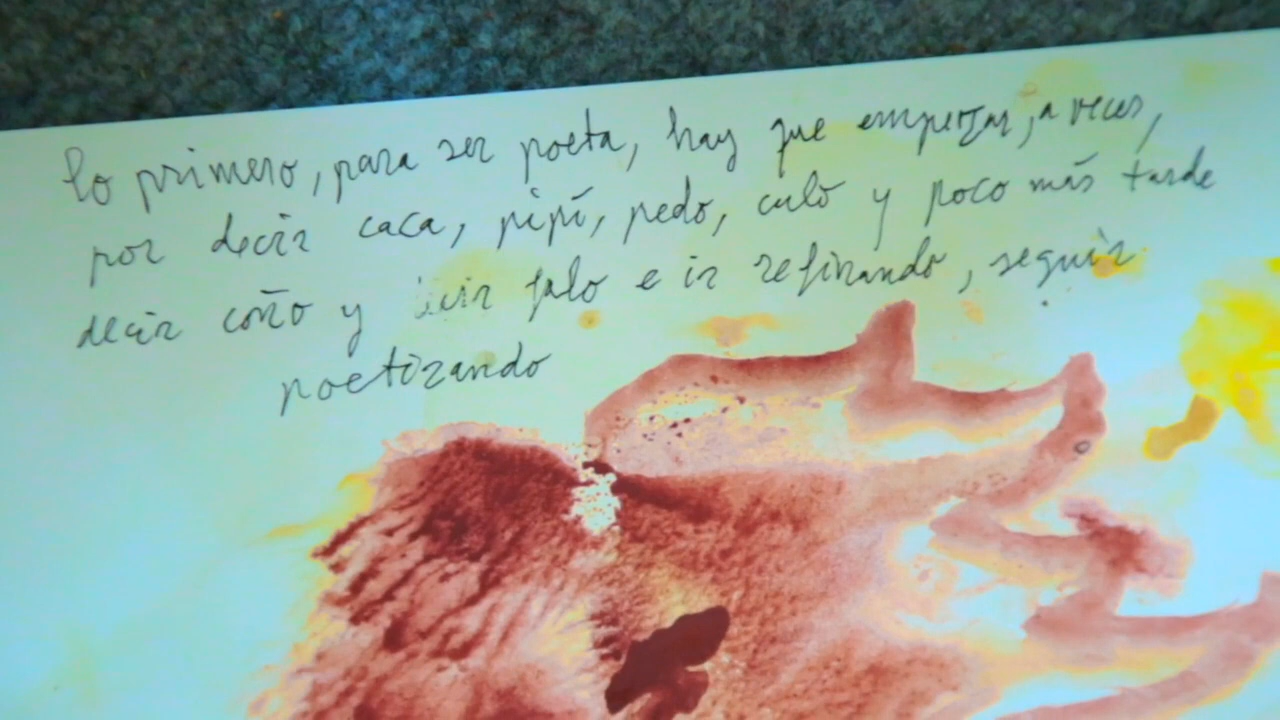 lo primero, para ser poeta, hay que empezar, a veces,
por decir caca, pipí, pedo, culo y poco más tarde
decir coño y decir falo e ir refinando, seguir
poetizando